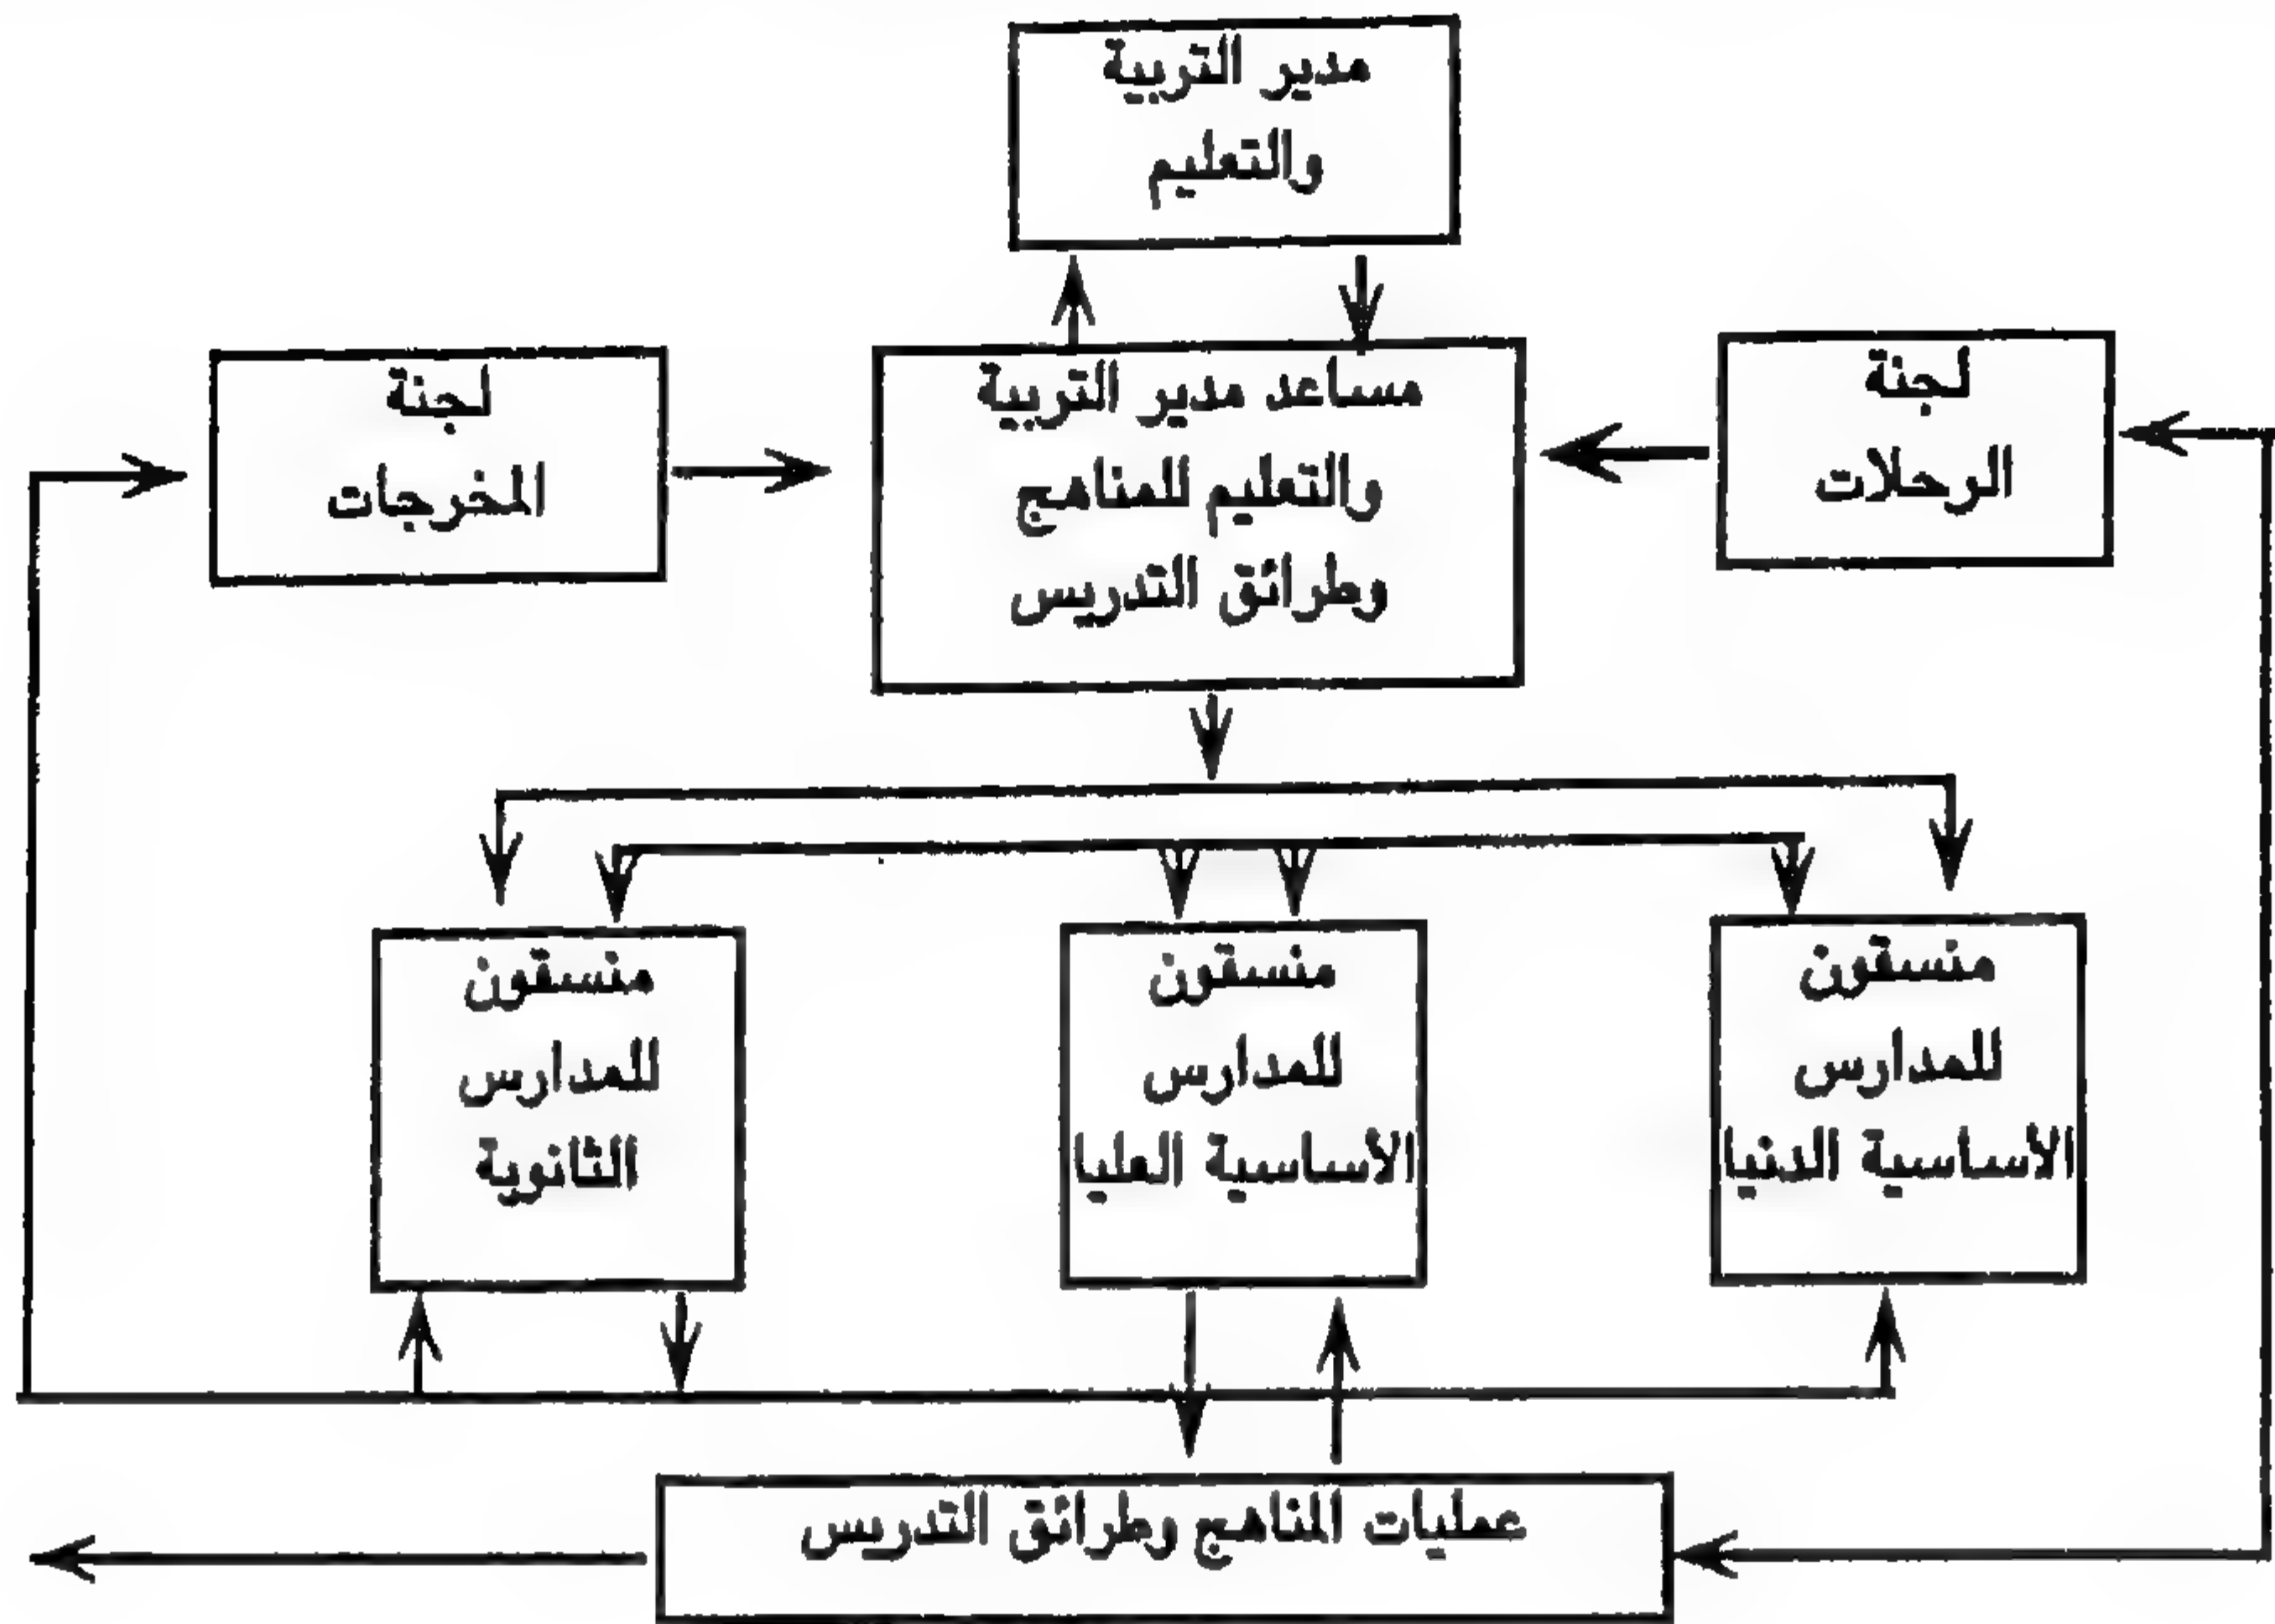 مدير التربية
والتعليم
لجنة
الرحلات
مساعد مدير التربية
والتعليم للمناهج
وطرائق التدريس
لجنة
المخرجات
منسقون
للمدارس
الأساسية الدنيا
منسقون
للمدارس
الأساسية العليا
منسقون
للمدارس
الثانوية
عمليات المناهج وطرائق التدريس